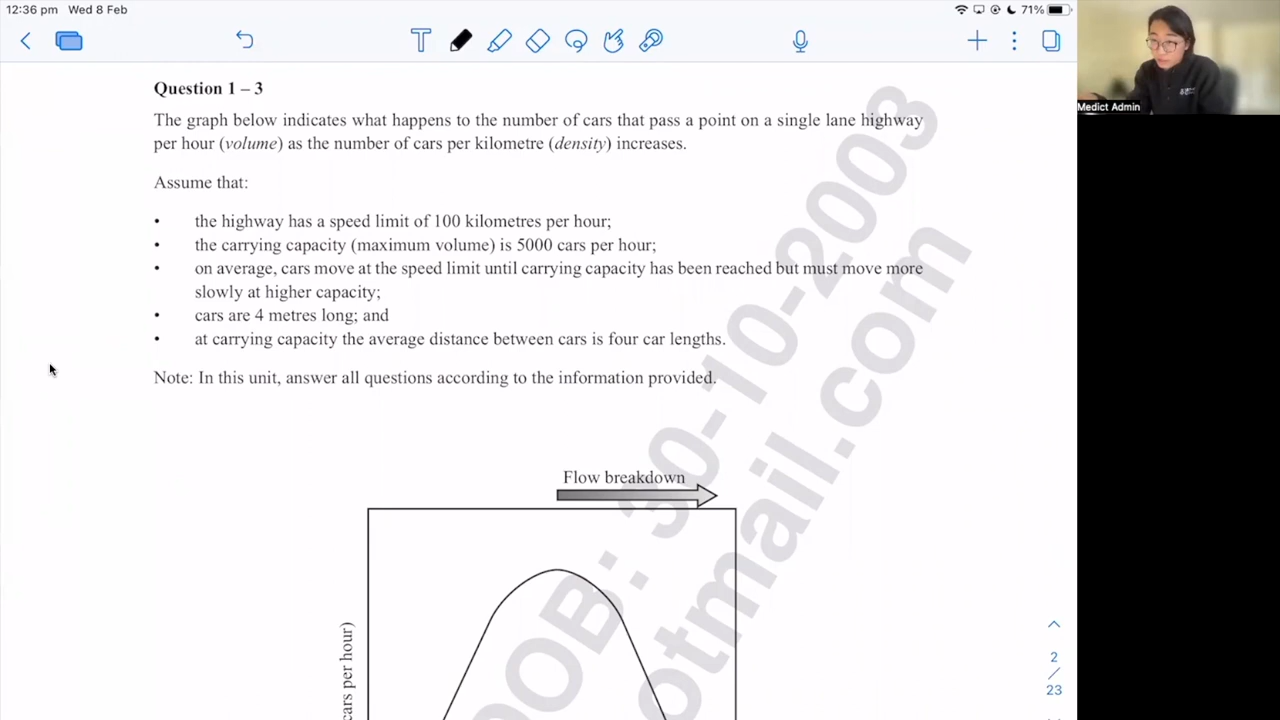 12:36 pm Wed 8 Feb
71%
Question 1 – 3
The graph below indicates what happens to the number of cars that pass a point on a single lane highway
per hour (volume) as the number of cars per kilometre (density) increases.
Assume that:
• the highway has a speed limit of 100 kilometres per hour;
• the carrying capacity (maximum volume) is 5000 cars per hour;
• on average, cars move at the speed limit until carrying capacity has been reached but must move more
slowly at higher capacity;
• cars are 4 metres long; and
• at carrying capacity the average distance between cars is four car lengths.
Note: In this unit, answer all questions according to the information provided.
Flow breakdown
cars per hour)
DOB: 30-10-2003
otmail.com
2
/
23
Medict Admin